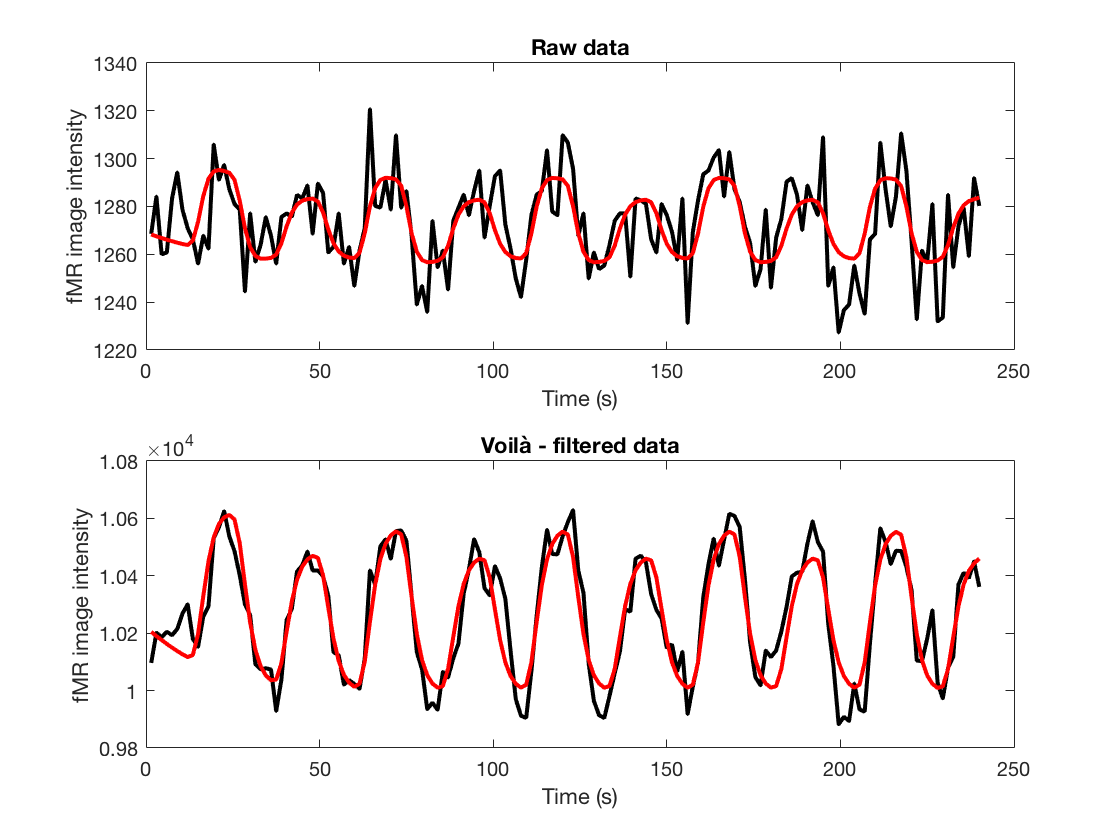 Raw data
fMR image intensity
1340
1320
1300
1280
1260
1240
1220
0 50 100 150 200 250
Time (s)
Voilà - filtered data
×10^4
fMR image intensity
1.08
1.06
1.04
1.02
1
0.98
0 50 100 150 200 250
Time (s)